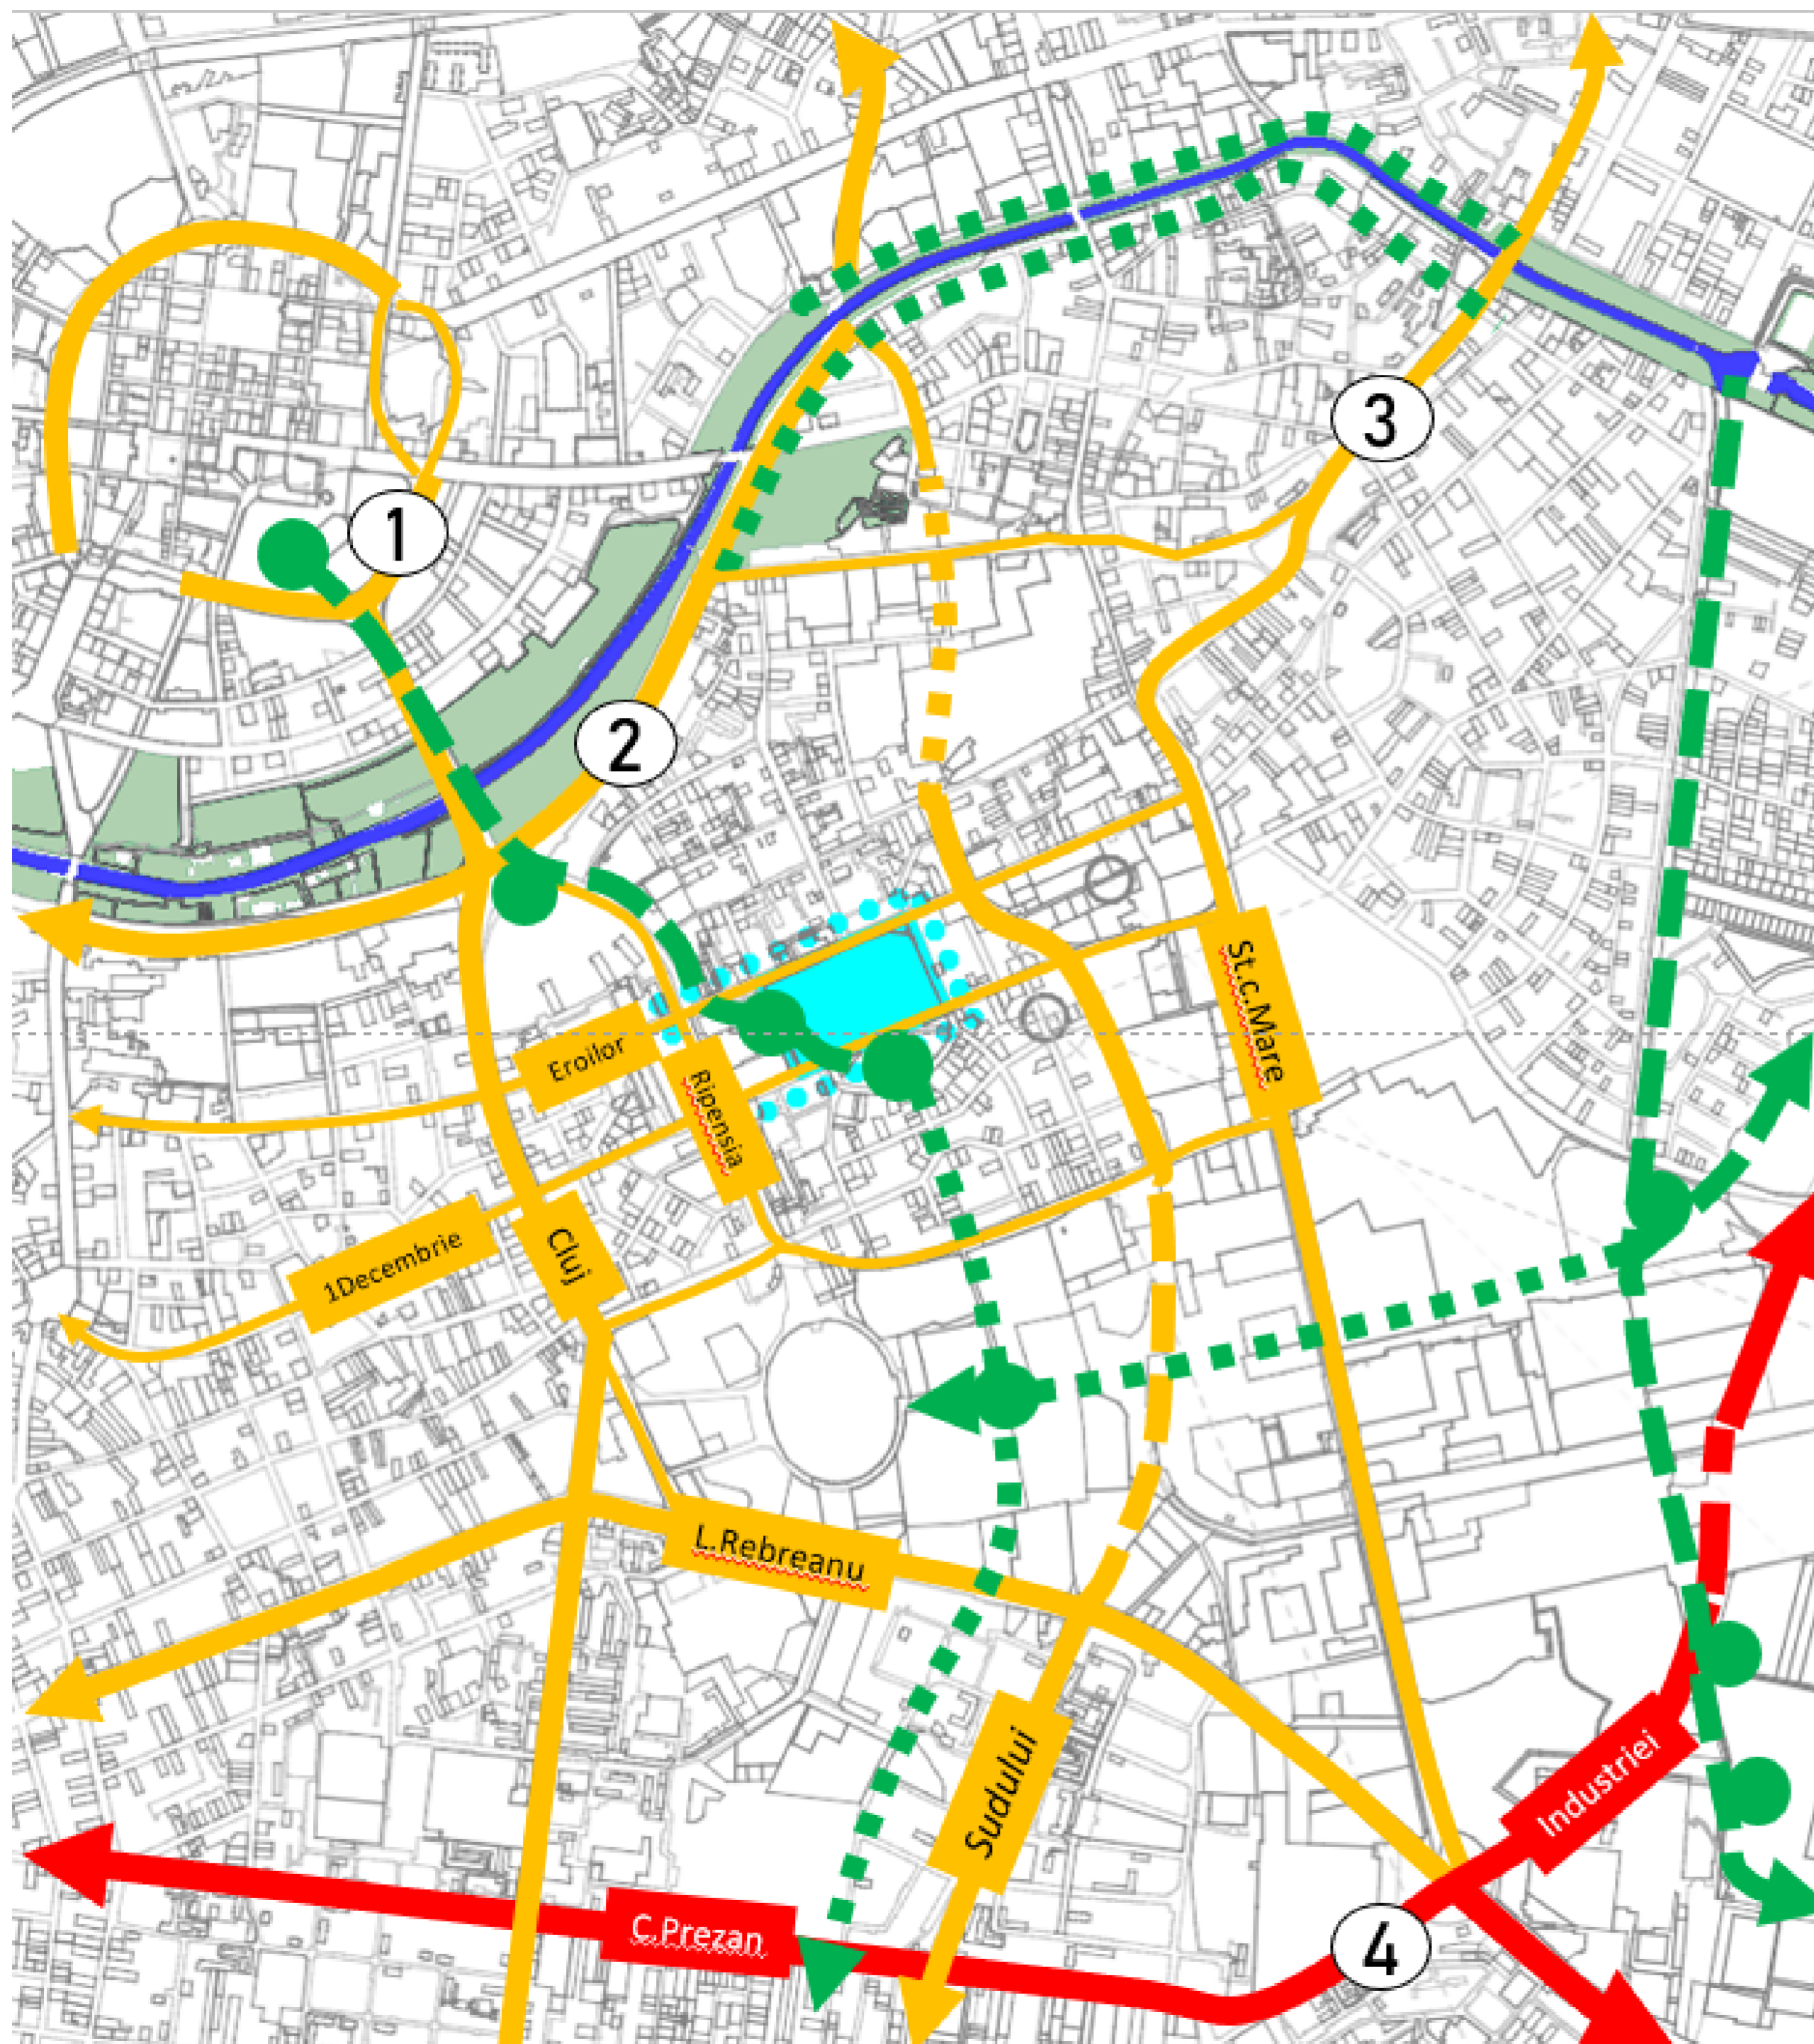 3
1
2
St.c.Mare
Eroilor
Ripensia
1Decembrie
Cluj
L.Rebreanu
Sudului
Industriei
C.Prezan
4